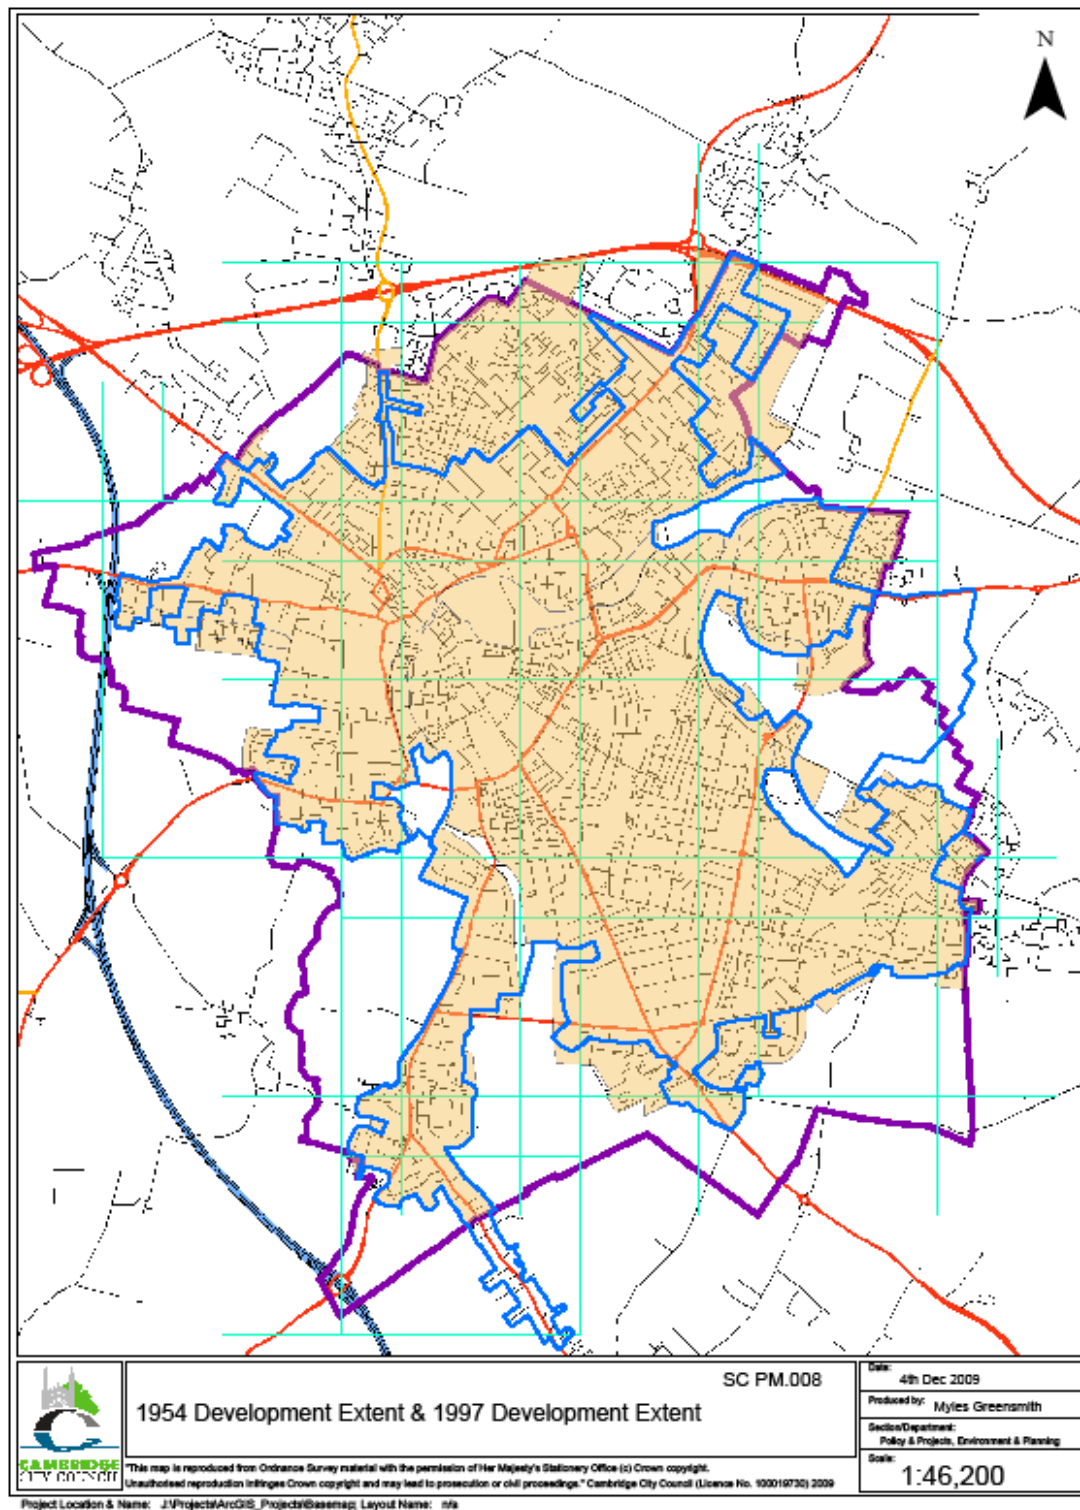 N
SC PM.008
1954 Development Extent & 1997 Development Extent
Date:
4th Dec 2009
Produced by: Myles Greensmith
Section/Department:
Policy & Projects, Environment & Planning
Scale:
1:46,200
CAMBRIDGE
CITY COUNCIL
"This map is reproduced from Ordnance Survey material with the permission of Her Majesty's Stationery Office (c) Crown copyright.
Unauthorised reproduction infringes Crown copyright and may lead to prosecution or civil proceedings." Cambridge City Council (Licence No. 100019730) 2009
Project Location & Name: J:\Projects\ArcGIS_Projects\Basemap; Layout Name: n/a